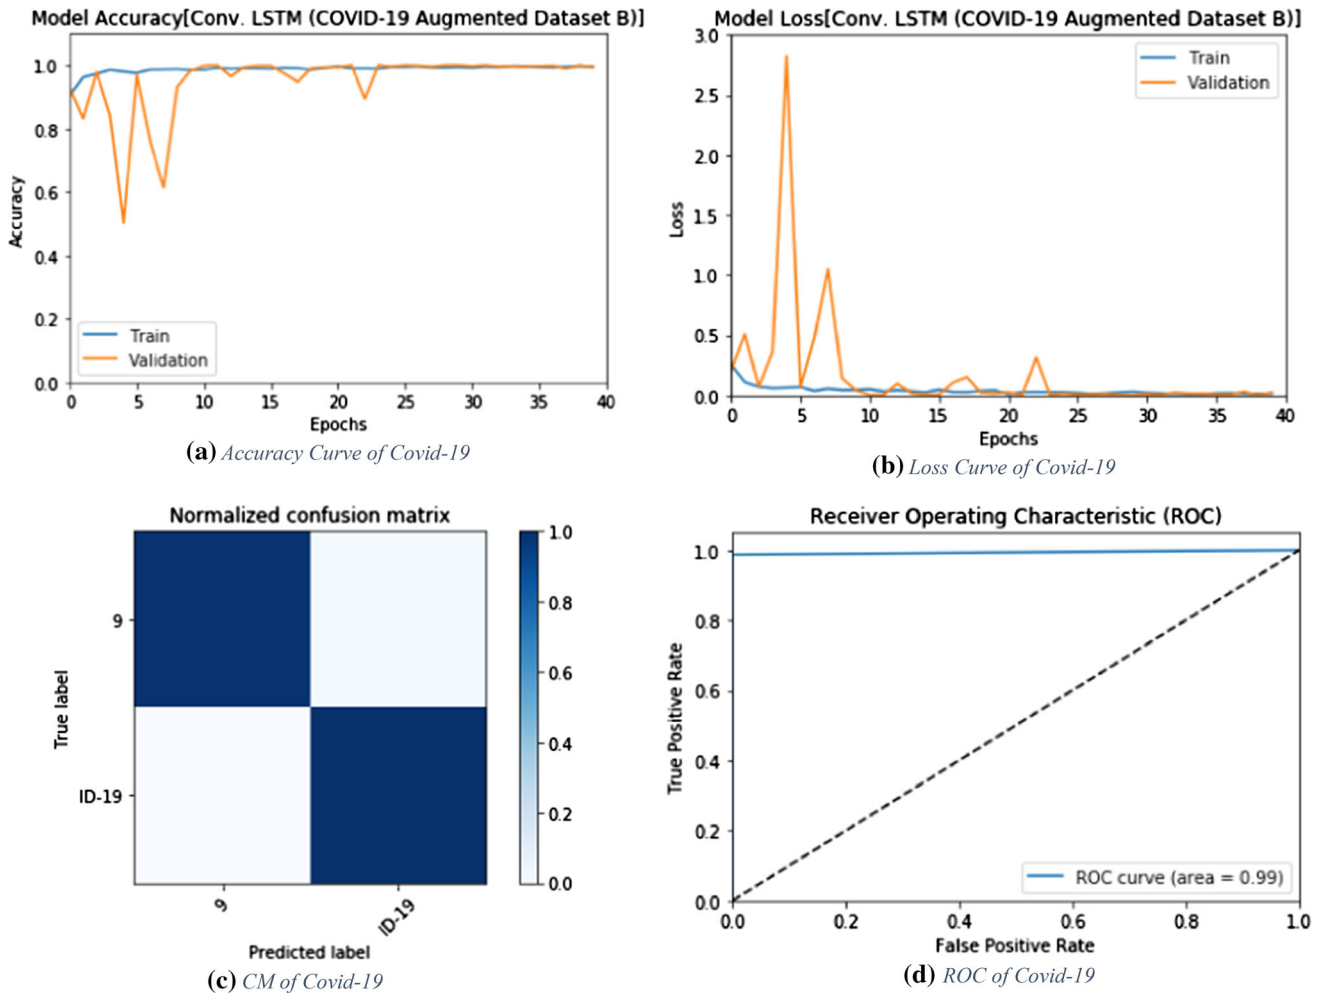 Model Accuracy[Conv. LSTM (COVID-19 Augmented Dataset B)]
1.0
0.8
0.6
0.4
0.2
0.0
Accuracy
Train
Validation
0 5 10 15 20 25 30 35 40
Epochs
(a) Accuracy Curve of Covid-19
Model Loss[Conv. LSTM (COVID-19 Augmented Dataset B)]
3.0
2.5
2.0
1.5
1.0
0.5
0.0
Loss
Train
Validation
0 5 10 15 20 25 30 35 40
Epochs
(b) Loss Curve of Covid-19
Normalized confusion matrix
True label
9
ID-19
9 ID-19
Predicted label
1.0
0.8
0.6
0.4
0.2
0.0
(c) CM of Covid-19
Receiver Operating Characteristic (ROC)
1.0
0.8
0.6
0.4
0.2
0.0
True Positive Rate
ROC curve (area = 0.99)
0.0 0.2 0.4 0.6 0.8 1.0
False Positive Rate
(d) ROC of Covid-19